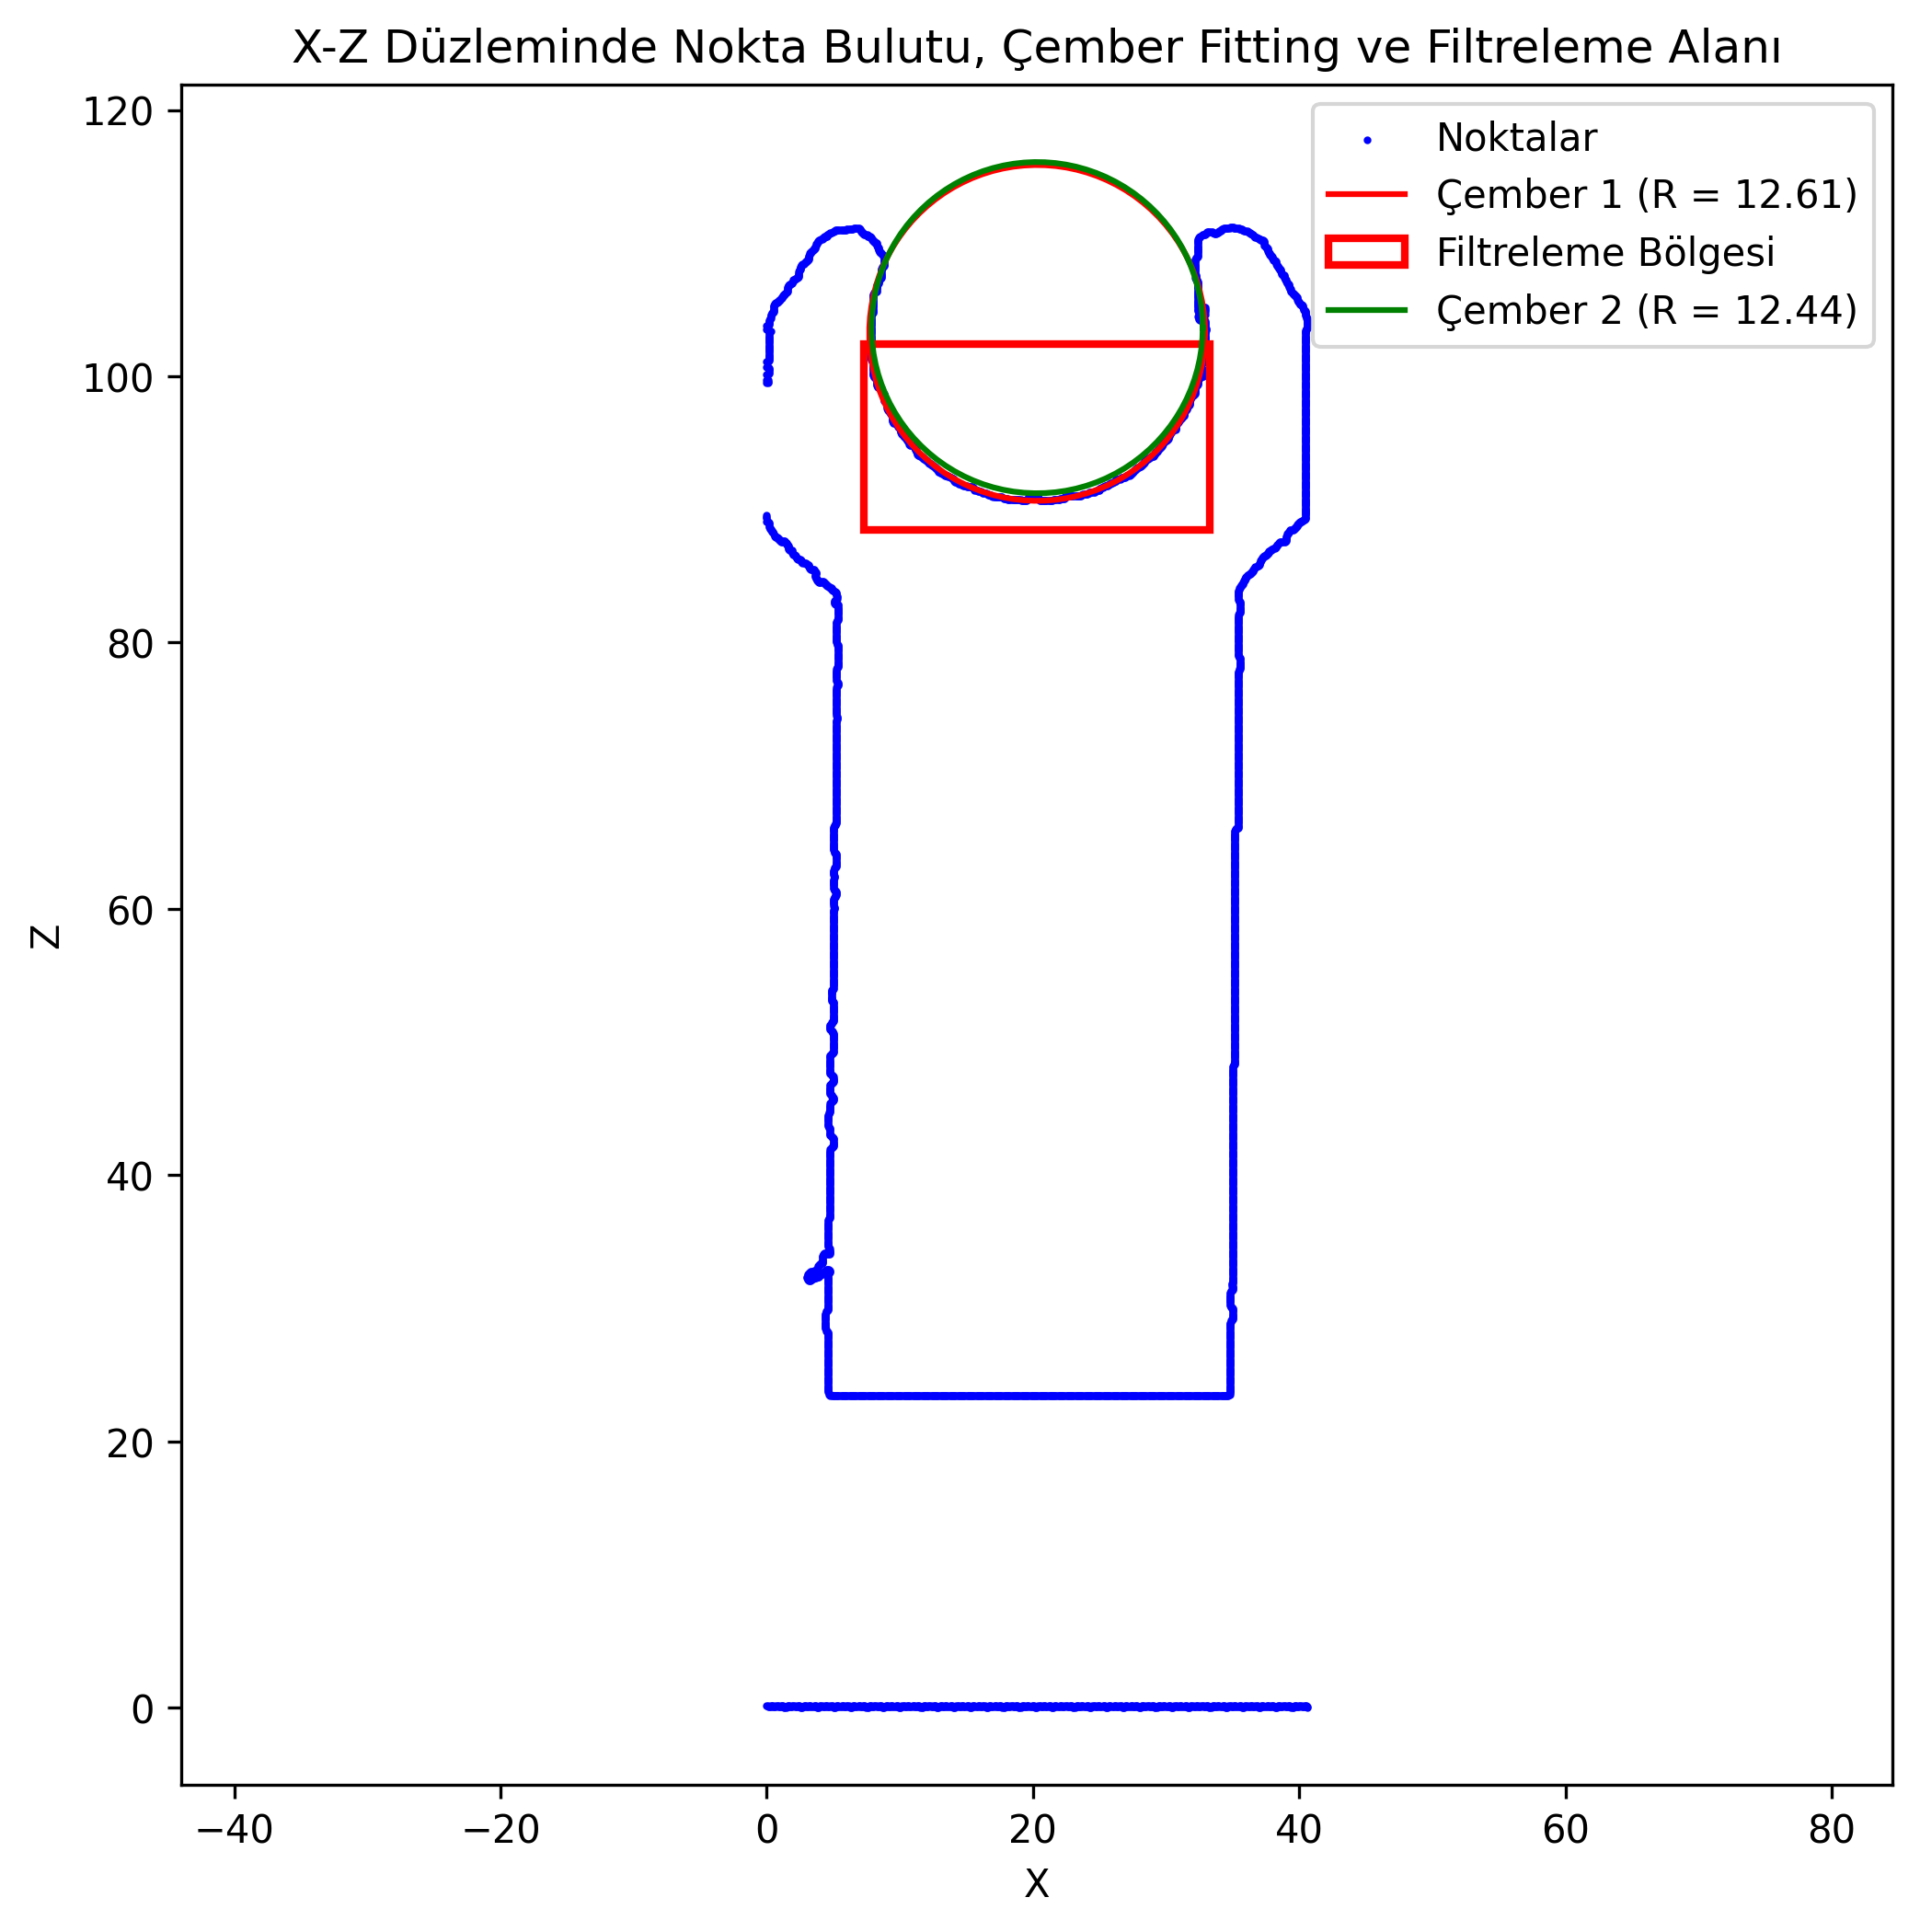 X-Z Düzleminde Nokta Bulutu, Çember Fitting ve Filtreleme Alanı
Noktalar
Çember 1 (R = 12.61)
Filtreleme Bölgesi
Çember 2 (R = 12.44)
120
100
80
60
40
20
0
Z
−40
−20
0
20
40
60
80
X